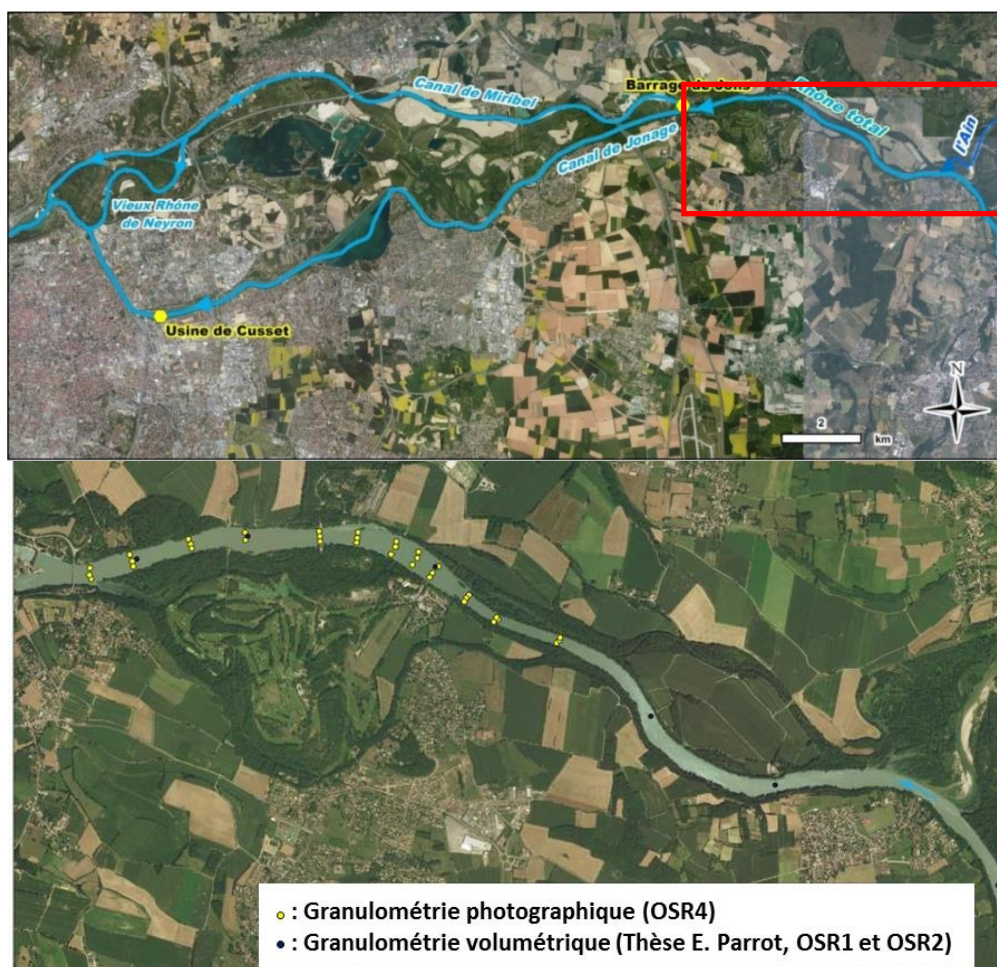 Canal de Miribel
Barrage de Jons
Rhône total
l'Ain
Canal de Jonage
Vieux Rhône
de Neyron
Usine de Cusset
N
2
km
: Granulométrie photographique (OSR4)
: Granulométrie volumétrique (Thèse E. Parrot, OSR1 et OSR2)